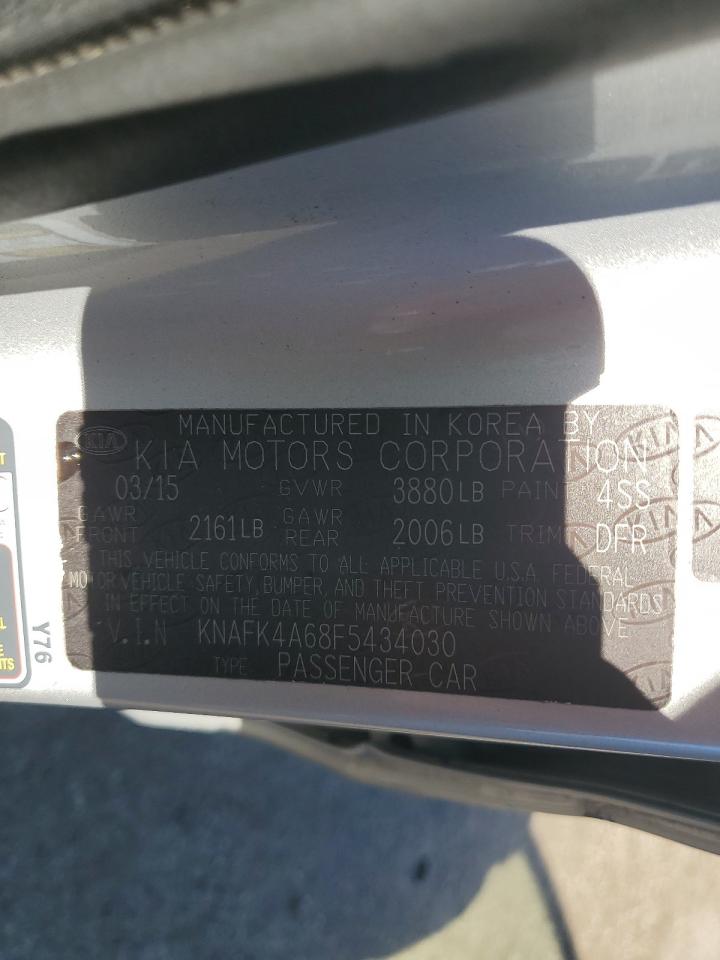 MANUFACTURED IN KOREA BY
KIA MOTORS CORPORATION
03/15 GVWR 3880LB PAINT 4SS
GAWR FRONT 2161LB GAWR REAR 2006LB TRIM DFR
THIS VEHICLE CONFORMS TO ALL APPLICABLE U.S.A. FEDERAL
MOTOR VEHICLE SAFETY, BUMPER, AND THEFT PREVENTION STANDARDS
IN EFFECT ON THE DATE OF MANUFACTURE SHOWN ABOVE
V.I.N KNAFK4A68F5434030
TYPE PASSENGER CAR
Y76